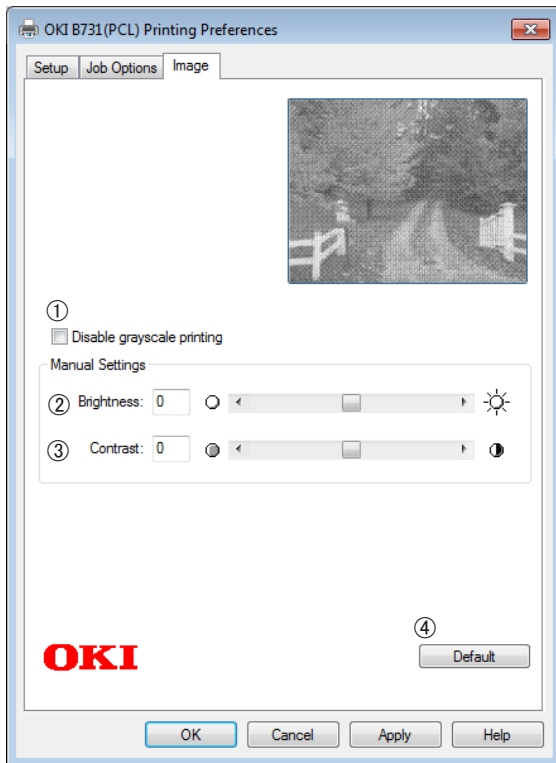 OKI B731(PCL) Printing Preferences
Setup Job Options Image
①
Disable grayscale printing
Manual Settings
② Brightness: 0
③ Contrast: 0
④
OKI Default
OK Cancel Apply Help